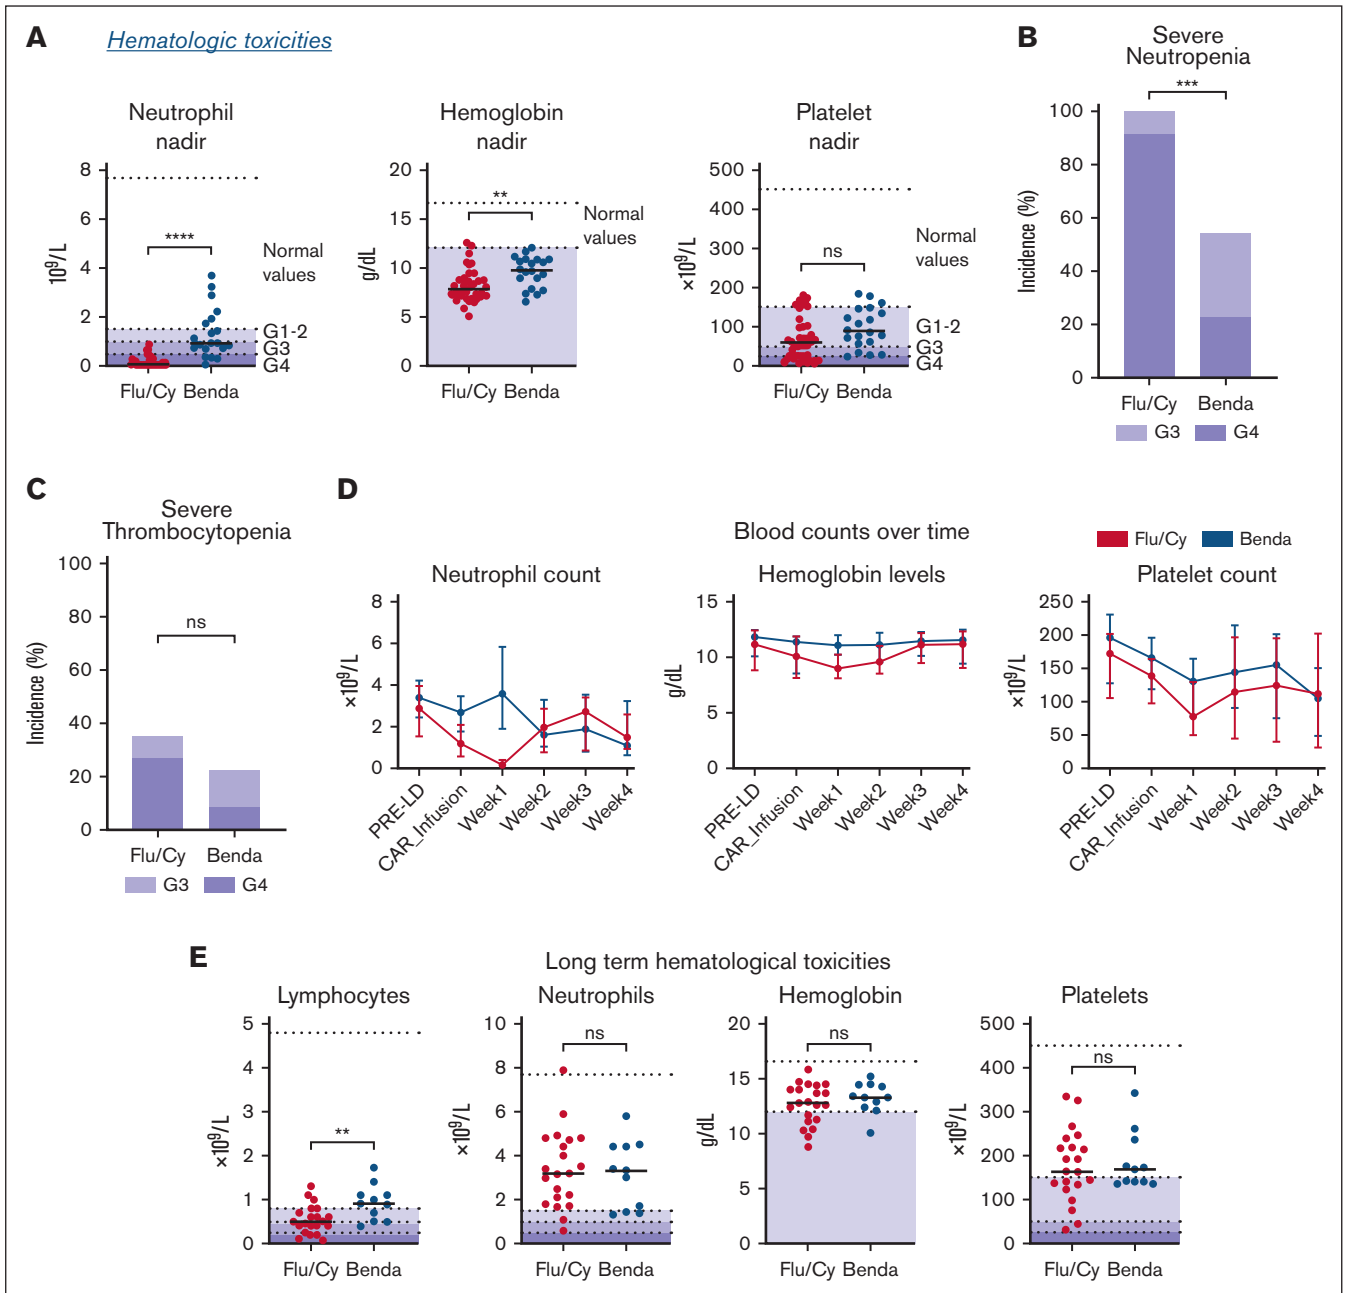 A
Hematologic toxicities
Neutrophil
nadir
10⁹/L
8
6
4
2
0
****
Normal
values
G1-2
G3
G4
Flu/Cy Benda
Hemoglobin
nadir
g/dL
20
15
10
5
0
**
Normal
values
Flu/Cy Benda
Platelet
nadir
×10⁹/L
500
400
300
200
100
0
ns
Normal
values
G1-2
G3
G4
Flu/Cy Benda
B
Severe
Neutropenia
***
Incidence (%)
100
80
60
40
20
0
Flu/Cy Benda
G3 G4
C
Severe
Thrombocytopenia
Incidence (%)
100
80
60
40
20
0
ns
Flu/Cy Benda
G3 G4
D
Blood counts over time
Flu/Cy Benda
Neutrophil count
×10⁹/L
8
6
4
2
0
PRE-LD
CAR_Infusion
Week1
Week2
Week3
Week4
Hemoglobin levels
g/dL
15
10
5
0
PRE-LD
CAR_Infusion
Week1
Week2
Week3
Week4
Platelet count
×10⁹/L
250
200
150
100
50
0
PRE-LD
CAR_Infusion
Week1
Week2
Week3
Week4
E
Long term hematological toxicities
Lymphocytes
×10⁹/L
5
4
3
2
1
0
**
Flu/Cy Benda
Neutrophils
×10⁹/L
10
8
6
4
2
0
ns
Flu/Cy Benda
Hemoglobin
g/dL
20
15
10
5
0
ns
Flu/Cy Benda
Platelets
×10⁹/L
500
400
300
200
100
0
ns
Flu/Cy Benda